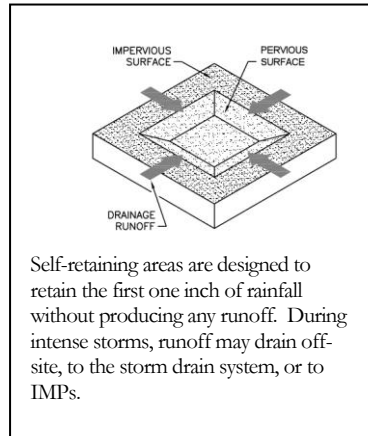 IMPERVIOUS
SURFACE
PERVIOUS
SURFACE
DRAINAGE
RUNOFF
Self-retaining areas are designed to
retain the first one inch of rainfall
without producing any runoff.  During
intense storms, runoff may drain off-
site, to the storm drain system, or to
IMPs.